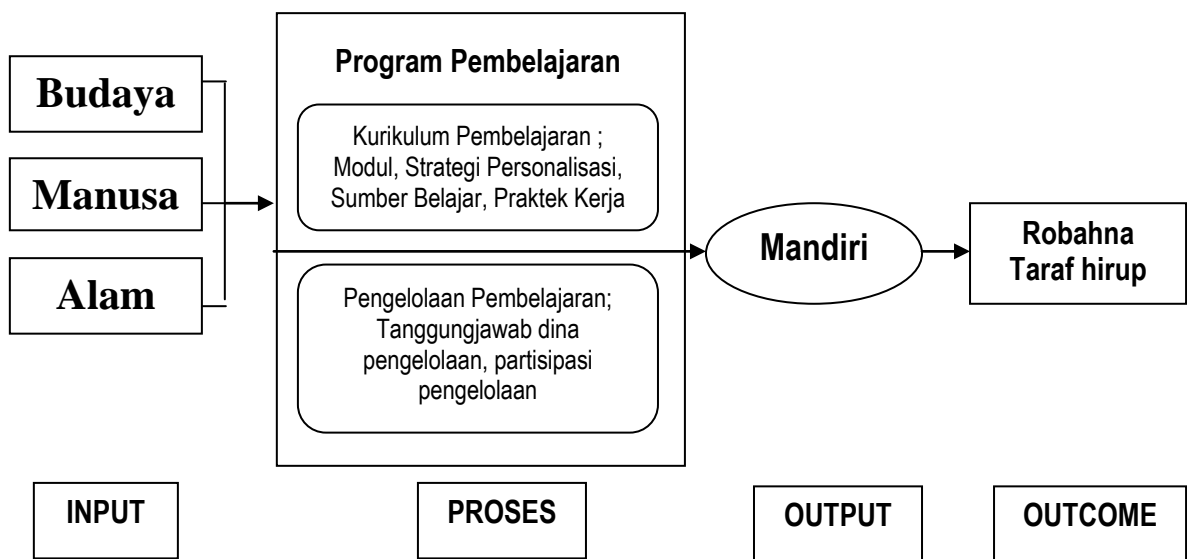 Budaya
Manusa
Alam
Program Pembelajaran
Kurikulum Pembelajaran ;
Modul, Strategi Personalisasi,
Sumber Belajar, Praktek Kerja
Pengelolaan Pembelajaran;
Tanggungjawab dina
pengelolaan, partisipasi
pengelolaan
Mandiri
Robahna
Taraf hirup
INPUT
PROSES
OUTPUT
OUTCOME